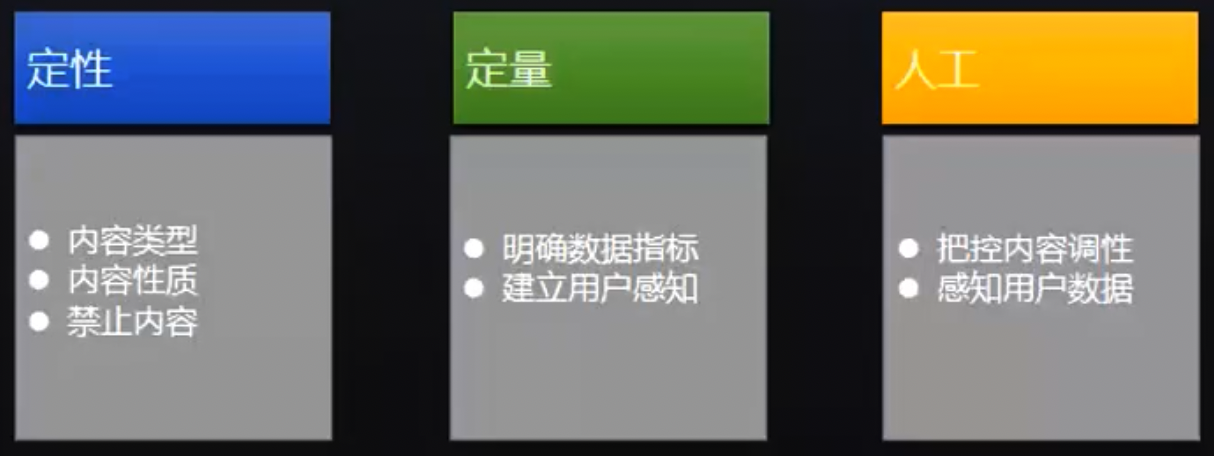 定性
● 内容类型
● 内容性质
● 禁止内容
定量
● 明确数据指标
● 建立用户感知
人工
● 把控内容调性
● 感知用户数据